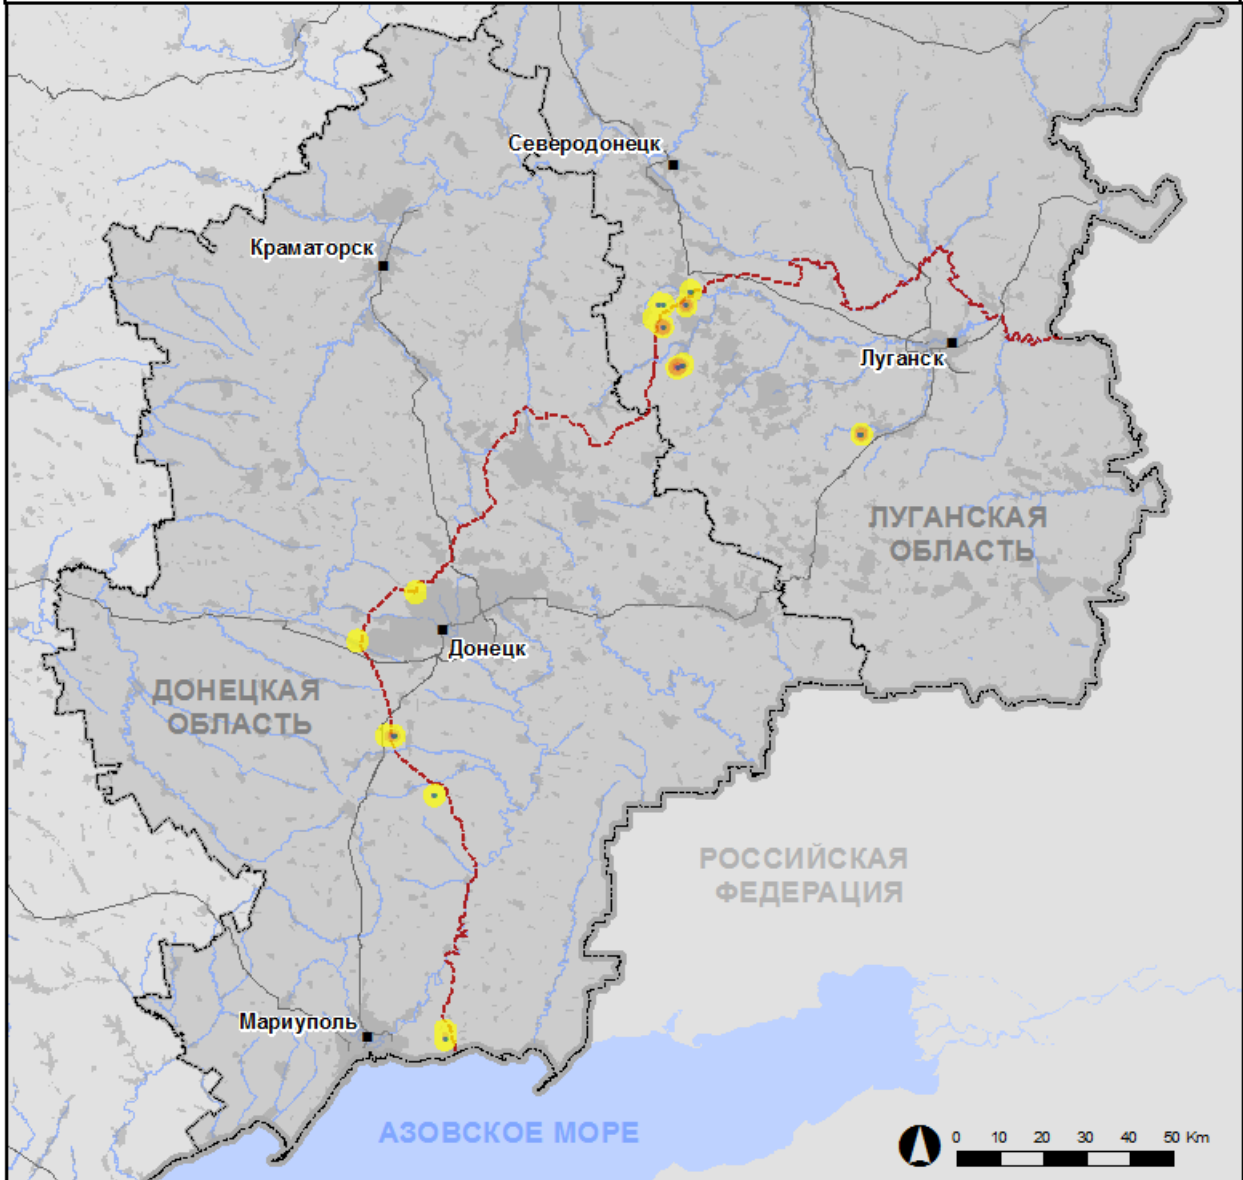 Северодонецк
Краматорск
Луганск
ЛУГАНСКАЯ
ОБЛАСТЬ
Донецк
ДОНЕЦКАЯ
ОБЛАСТЬ
РОССИЙСКАЯ
ФЕДЕРАЦИЯ
Мариуполь
АЗОВСКОЕ МОРЕ
0 10 20 30 40 50 Km